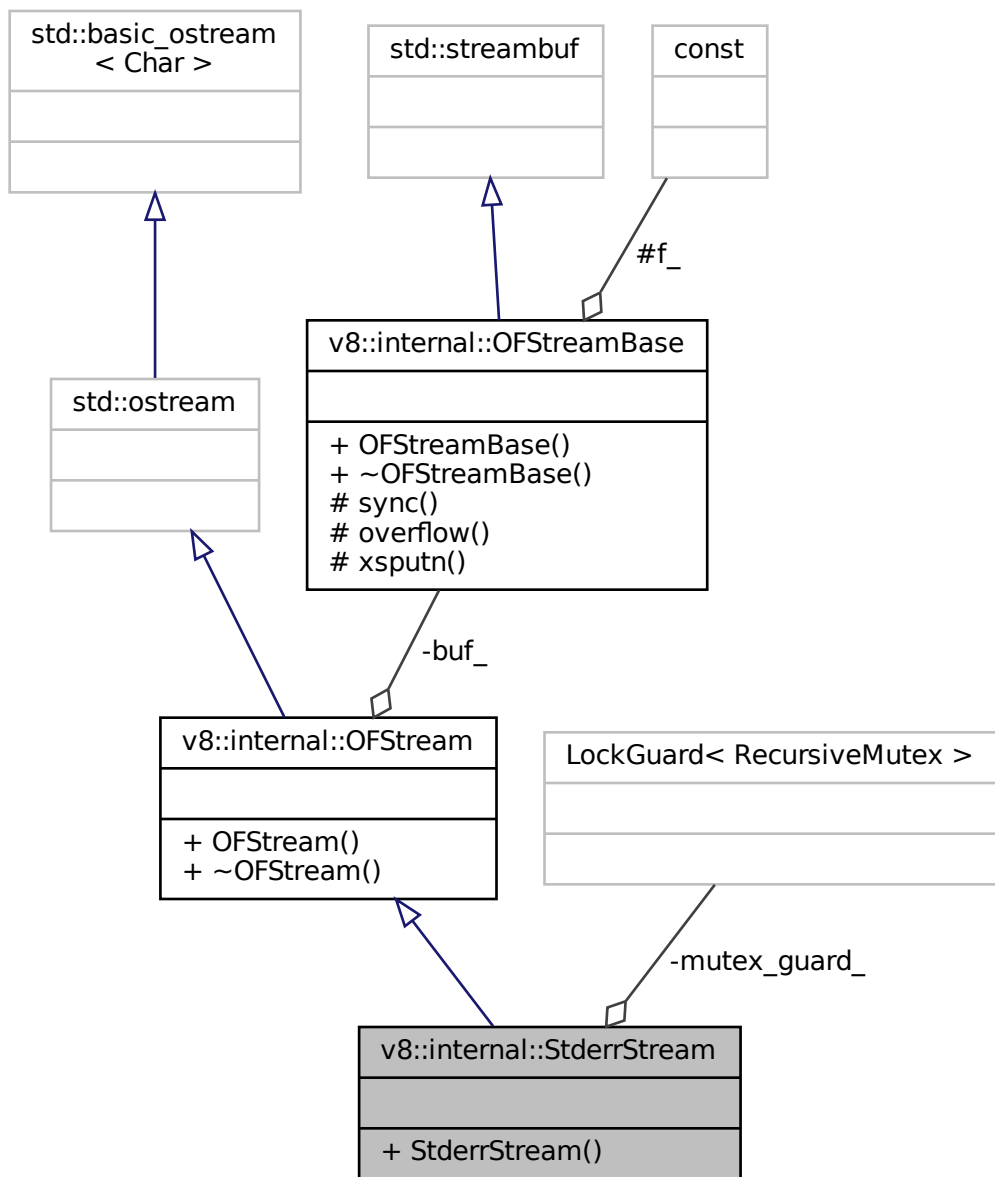 std::basic_ostream
< Char >
std::streambuf
const
#f_
v8::internal::OFStreamBase
+ OFStreamBase()
+ ~OFStreamBase()
# sync()
# overflow()
# xsputn()
std::ostream
-buf_
v8::internal::OFStream
+ OFStream()
+ ~OFStream()
LockGuard< RecursiveMutex >
-mutex_guard_
v8::internal::StderrStream
+ StderrStream()